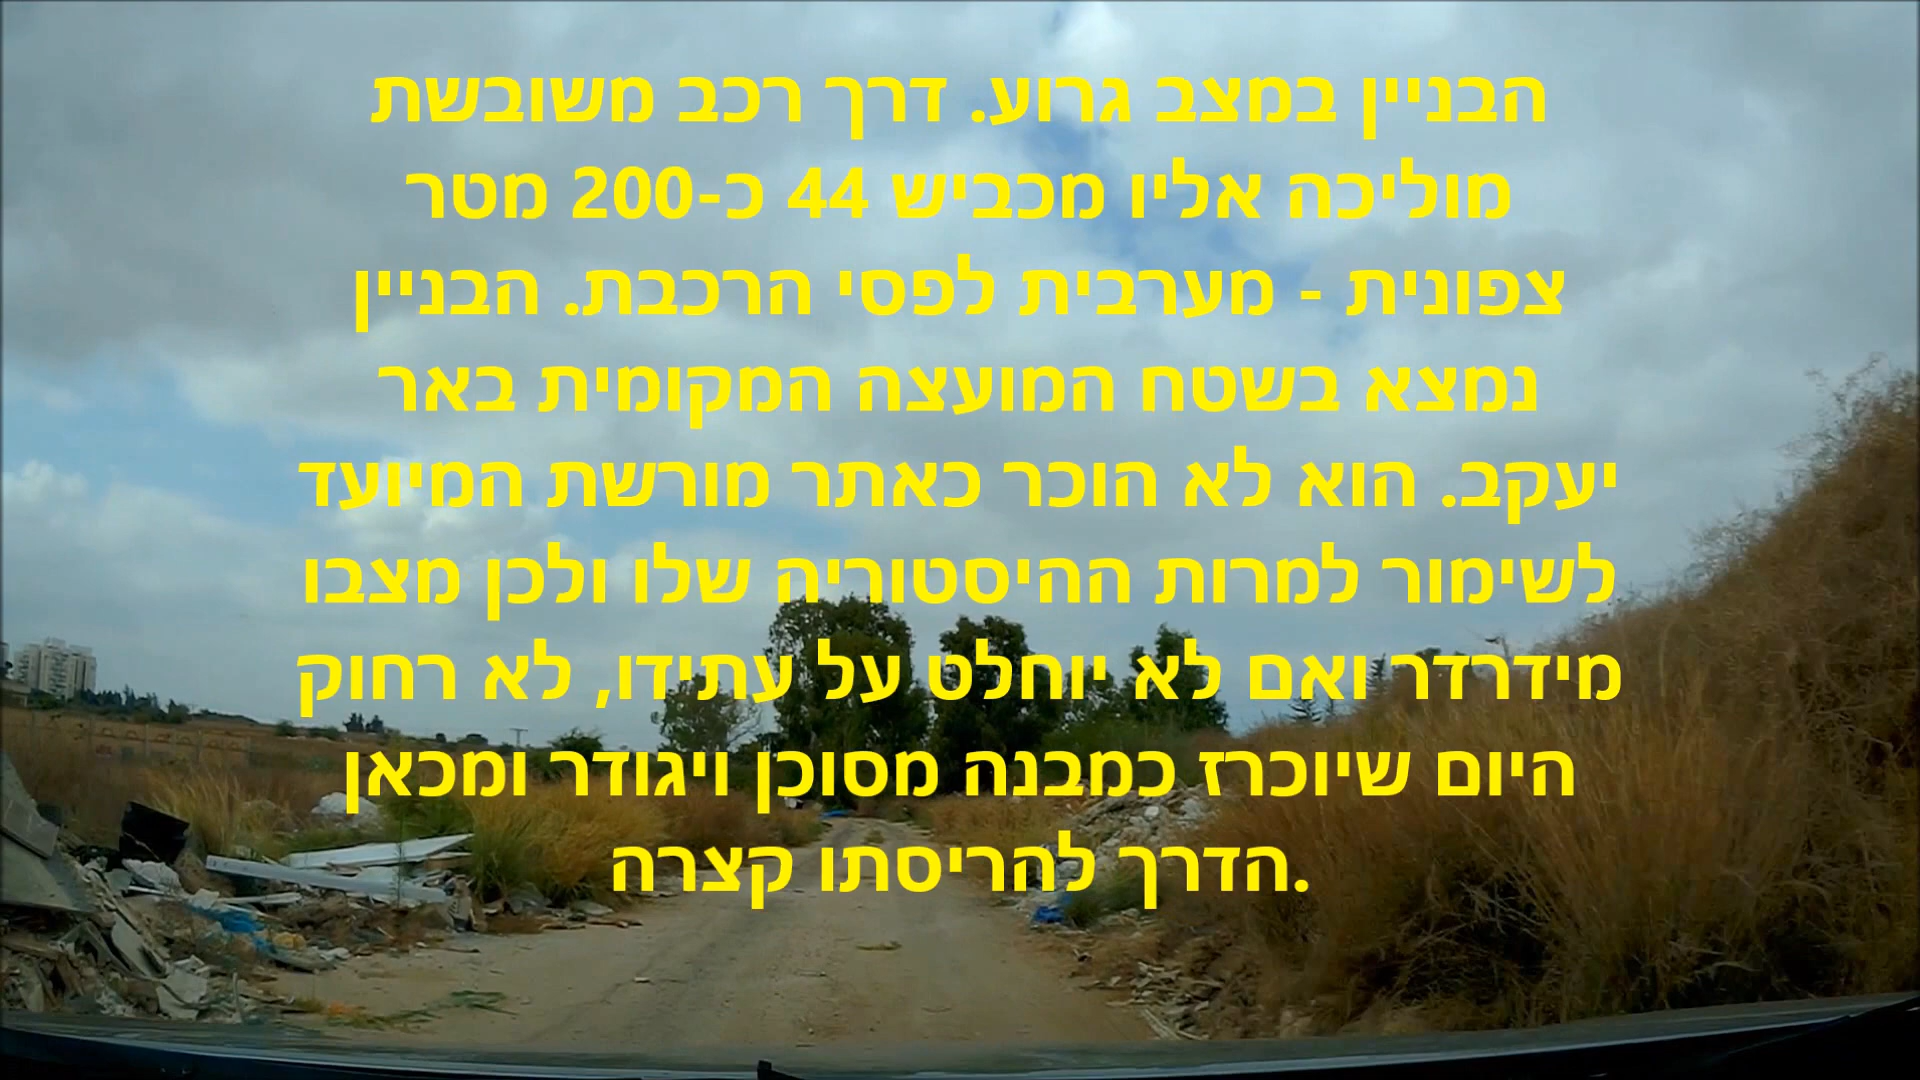 הבניין במצב גרוע. דרך רכב משובשת
מוליכה אליו מכביש 44 כ-200 מטר
צפונית - מערבית לפסי הרכבת. הבניין
נמצא בשטח המועצה המקומית באר
יעקב. הוא לא הוכר כאתר מורשת המיועד
לשימור למרות ההיסטוריה שלו ולכן מצבו
מידרדר ואם לא יוחלט על עתידו, לא רחוק
היום שיוכרז כמבנה מסוכן ויגודר ומכאן
הדרך להריסתו קצרה.